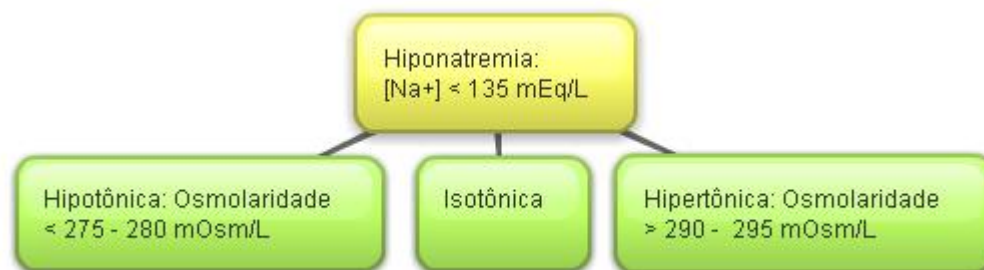 Hiponatremia:
[Na+] < 135 mEq/L
Hipotônica: Osmolaridade
< 275 - 280 mOsm/L
Isotônica
Hipertônica: Osmolaridade
> 290 - 295 mOsm/L